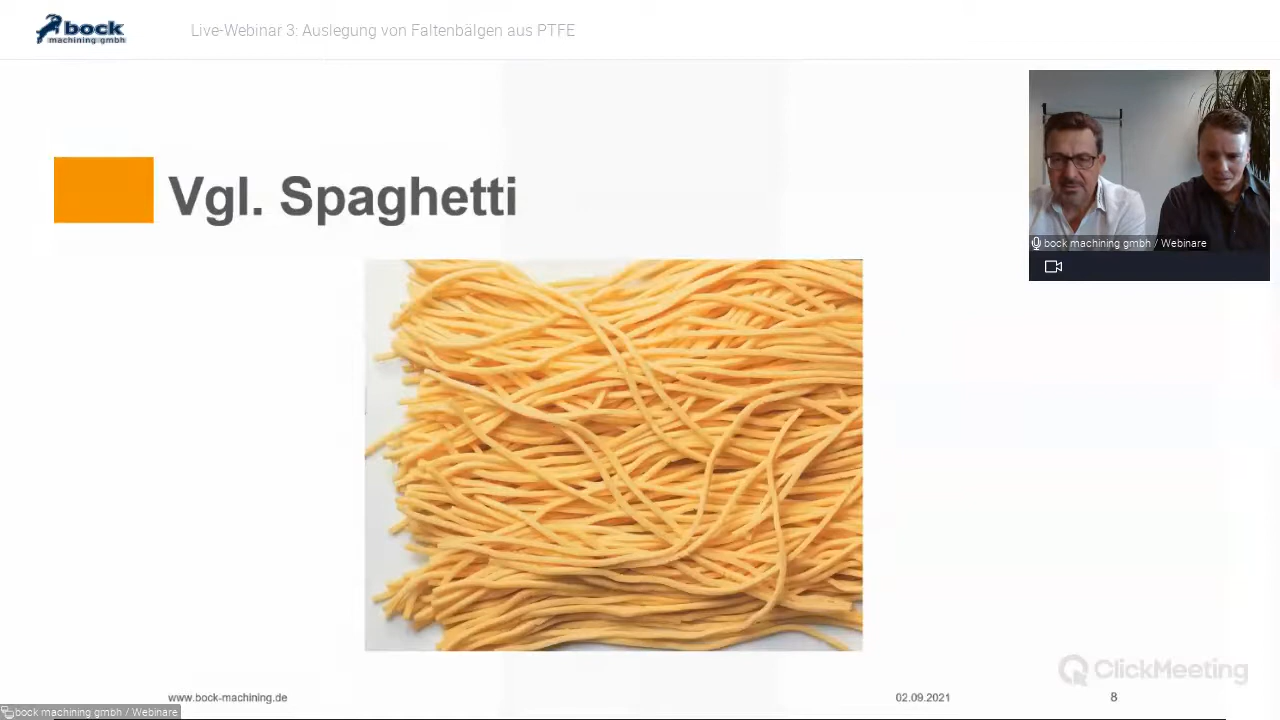 bock
machining gmbh
Live-Webinar 3: Auslegung von Faltenbälgen aus PTFE
Vgl. Spaghetti
bock machining gmbh / Webinare
ClickMeeting
www.bock-machining.de
02.09.2021
8
bock machining gmbh / Webinare